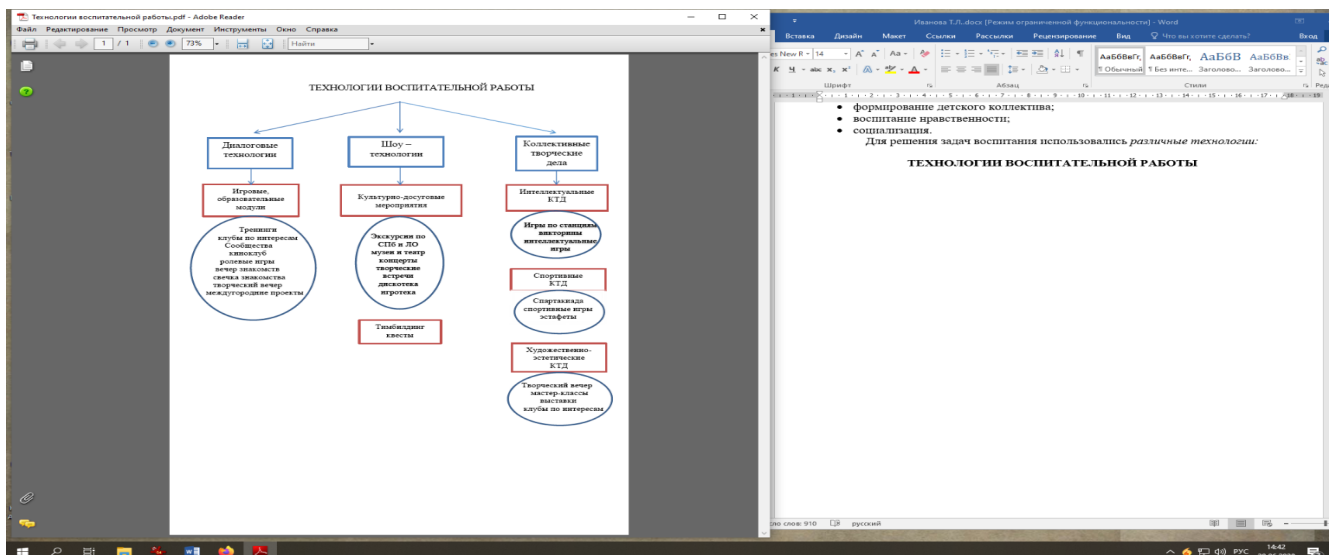 Технологии воспитательной работы.pdf - Adobe Reader
Файл Редактирование Просмотр Документ Инструменты Окно Справка
1 / 1 73% Найти
ТЕХНОЛОГИИ ВОСПИТАТЕЛЬНОЙ РАБОТЫ
Диалоговые
технологии
Игровые,
образовательные
модули
Тренинги
клубы по интересам
Сообщества
киноклуб
ролевые игры
вечер знакомств
свечка знакомства
творческий вечер
междугородние проекты
Шоу –
технологии
Культурно-досуговые
мероприятия
Экскурсии по
СПб и ЛО
музеи и театр
концерты
творческие
встречи
дискотека
игротека
Тимбилдинг
квесты
Коллективные
творческие
дела
Интеллектуальные
КТД
Игры по станциям
викторины
интеллектуальные
игры
Спортивные
КТД
Спартакиада
спортивные игры
эстафеты
Художественно-
эстетические
КТД
Творческий вечер
мастер-классы
выставки
клубы по интересам
Иванова Т.Л.docx [Режим ограниченной функциональности] - Word
Вставка Дизайн Макет Ссылки Рассылки Рецензирование Вид Что вы хотите сделать? Вход
es New R 14
АаБбВвГг, АаБбВвГг, АаБбВ АаБбВв
¶ Обычный ¶ Без инте... Заголово... Заголово...
Шрифт Абзац Стили
• формирование детского коллектива;
• воспитание нравственности;
• социализация.
Для решения задач воспитания использовались различные технологии:
ТЕХНОЛОГИИ ВОСПИТАТЕЛЬНОЙ РАБОТЫ
ло слов: 910 русский
РУС 14:42